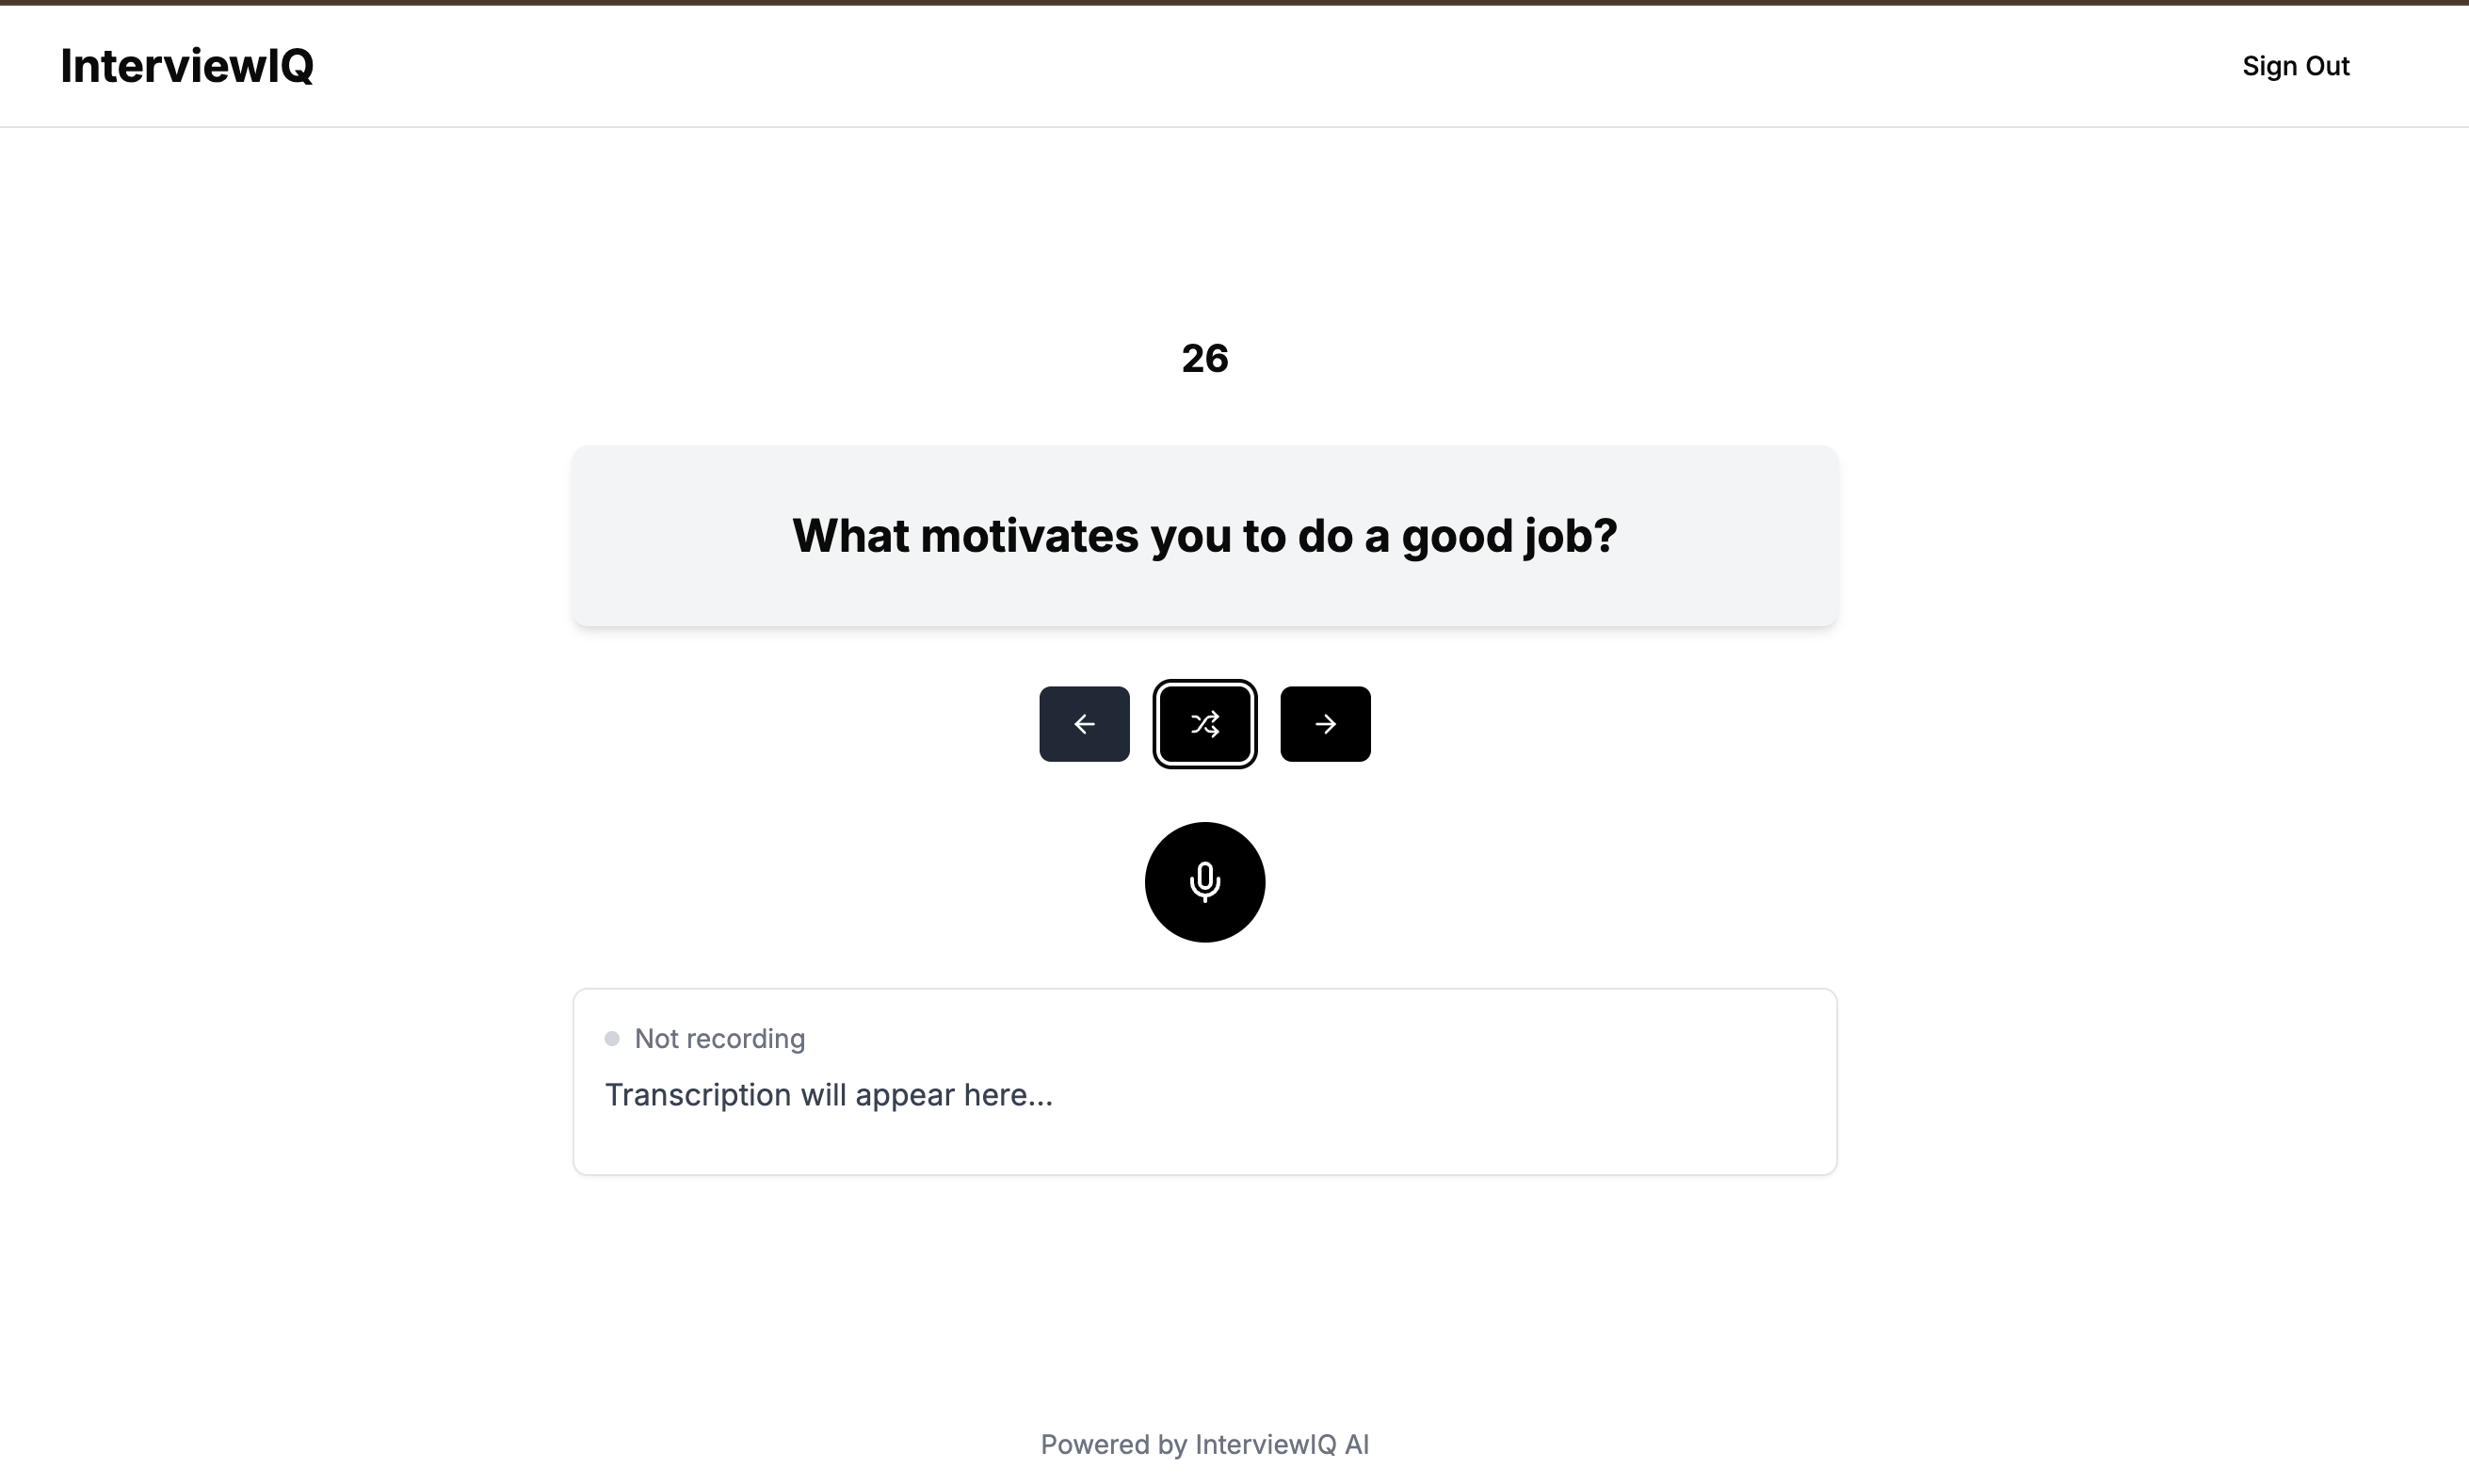 InterviewIQ
Sign Out
26
What motivates you to do a good job?
Not recording
Transcription will appear here...
Powered by InterviewIQ AI